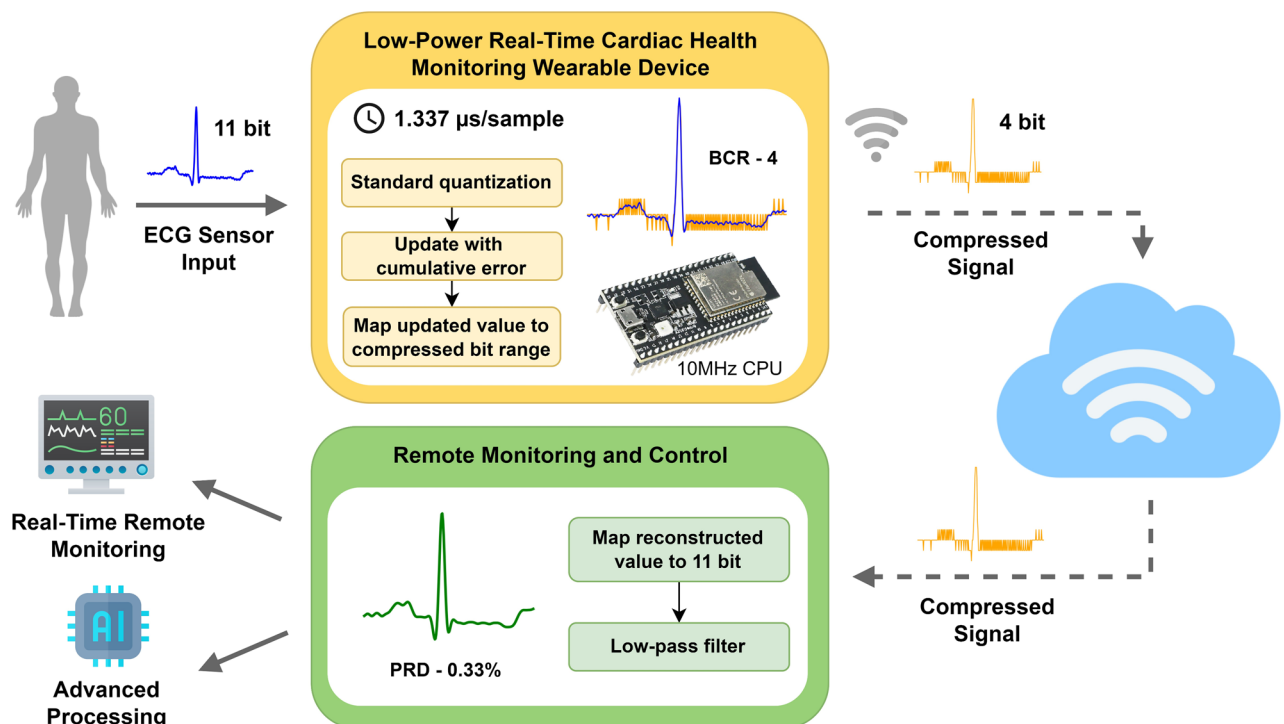 Low-Power Real-Time Cardiac Health
Monitoring Wearable Device
11 bit
ECG Sensor
Input
1.337 µs/sample
Standard quantization
Update with
cumulative error
Map updated value to
compressed bit range
BCR - 4
10MHz CPU
4 bit
Compressed
Signal
Compressed
Signal
Remote Monitoring and Control
Map reconstructed
value to 11 bit
Low-pass filter
PRD - 0.33%
60
Real-Time Remote
Monitoring
AI
Advanced
Processing